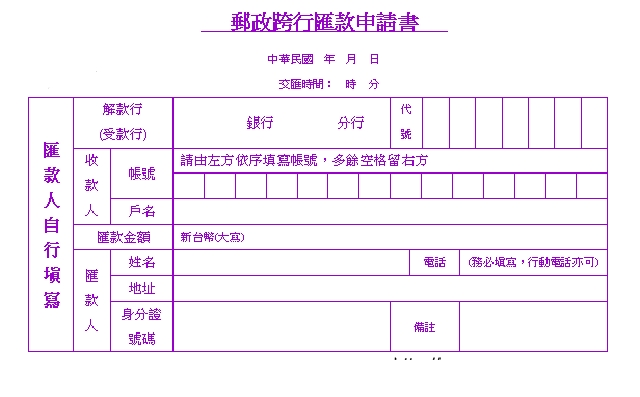 郵政跨行匯款申請書
中華民國 年 月 日
交匯時間： 時 分
匯款人自行填寫
解款行
(受款行)
銀行 分行
代號
收款人
帳號
請由左方依序填寫帳號，多餘空格留右方
戶名
匯款金額
新台幣(大寫)
匯款人
姓名
電話
(務必填寫，行動電話亦可)
地址
身分證
號碼
備註